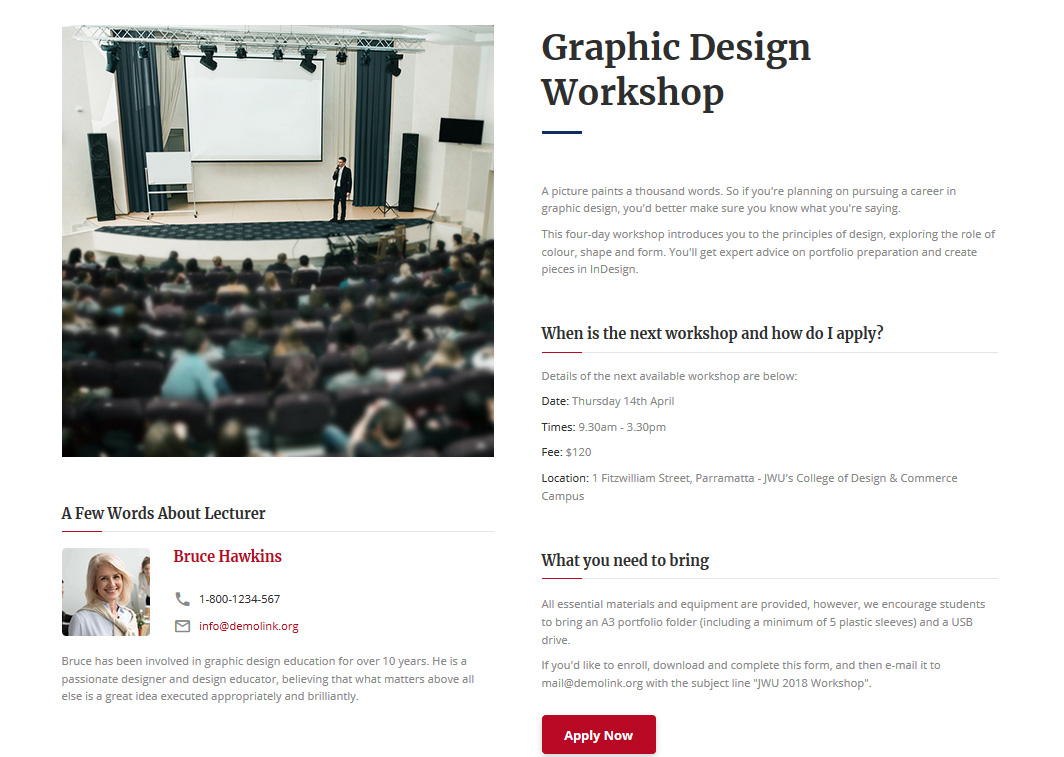 Graphic Design
Workshop
A picture paints a thousand words. So if you're planning on pursuing a career in
graphic design, you'd better make sure you know what you're saying.
This four-day workshop introduces you to the principles of design, exploring the role of
colour, shape and form. You'll get expert advice on portfolio preparation and create
pieces in InDesign.
When is the next workshop and how do I apply?
Details of the next available workshop are below:
Date: Thursday 14th April
Times: 9.30am - 3.30pm
Fee: $120
Location: 1 Fitzwilliam Street, Parramatta - JWU's College of Design & Commerce
Campus
What you need to bring
All essential materials and equipment are provided, however, we encourage students
to bring an A3 portfolio folder (including a minimum of 5 plastic sleeves) and a USB
drive.
If you'd like to enroll, download and complete this form, and then e-mail it to
mail@demolink.org with the subject line "JWU 2018 Workshop".
Apply Now
A Few Words About Lecturer
Bruce Hawkins
1-800-1234-567
info@demolink.org
Bruce has been involved in graphic design education for over 10 years. He is a
passionate designer and design educator, believing that what matters above all
else is a great idea executed appropriately and brilliantly.